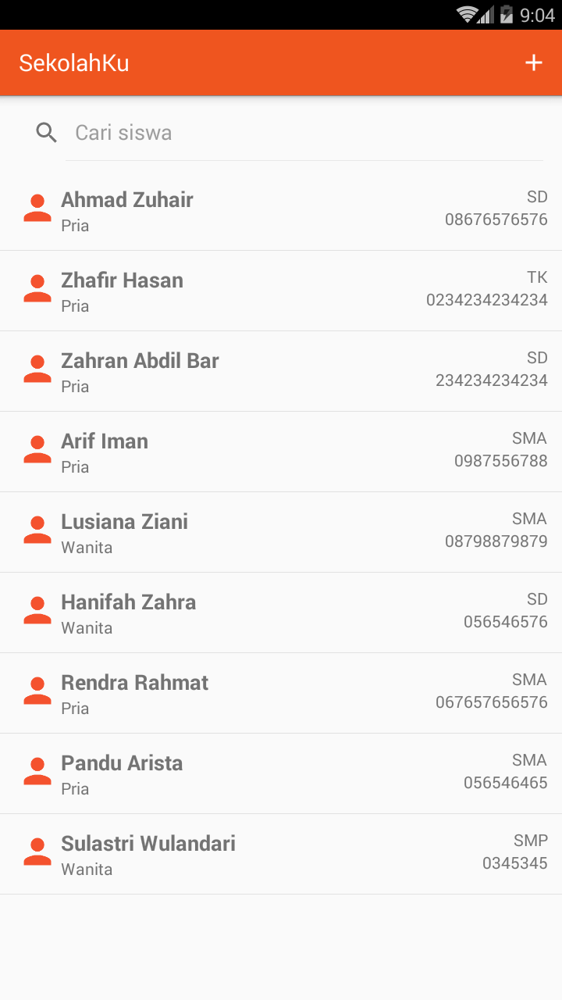 9:04
SekolahKu
Cari siswa
Ahmad Zuhair
SD
Pria
08676576576
Zhafir Hasan
TK
Pria
0234234234234
Zahran Abdil Bar
SD
Pria
234234234234
Arif Iman
SMA
Pria
0987556788
Lusiana Ziani
SMA
Wanita
08798879879
Hanifah Zahra
SD
Wanita
056546576
Rendra Rahmat
SMA
Pria
067657656576
Pandu Arista
SMA
Pria
056546465
Sulastri Wulandari
SMP
Wanita
0345345